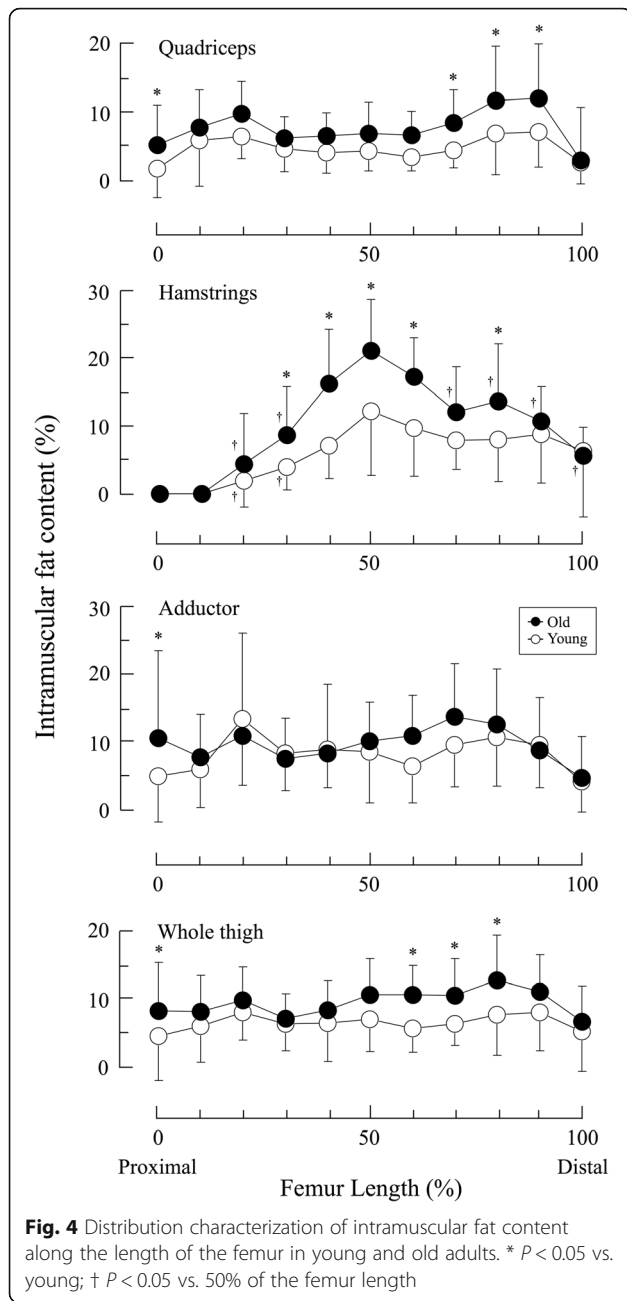 Intramuscular fat content (%)
Quadriceps
20
10
0
* * * *
0 50 100
Hamstrings
30
20
10
0
† † † † * * * * † † * † †
0 50 100
Adductor
30
20
10
0
*
Old
Young
0 50 100
Whole thigh
20
10
0
* * * *
0 50 100
Proximal Distal
Femur Length (%)
Fig. 4 Distribution characterization of intramuscular fat content
along the length of the femur in young and old adults. * P < 0.05 vs.
young; † P < 0.05 vs. 50% of the femur length